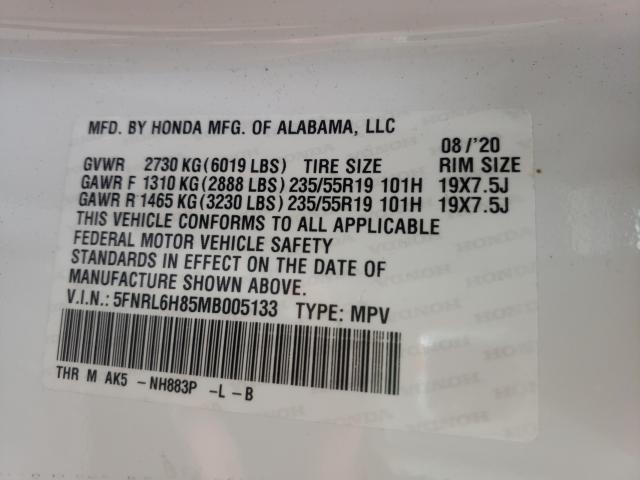 MFD. BY HONDA MFG. OF ALABAMA, LLC
08/'20
GVWR 2730 KG (6019 LBS) TIRE SIZE RIM SIZE
GAWR F 1310 KG (2888 LBS) 235/55R19 101H 19X7.5J
GAWR R 1465 KG (3230 LBS) 235/55R19 101H 19X7.5J
THIS VEHICLE CONFORMS TO ALL APPLICABLE
FEDERAL MOTOR VEHICLE SAFETY
STANDARDS IN EFFECT ON THE DATE OF
MANUFACTURE SHOWN ABOVE.
V.I.N.: 5FNRL6H85MB005133 TYPE: MPV
THR M AK5 -NH883P -L -B